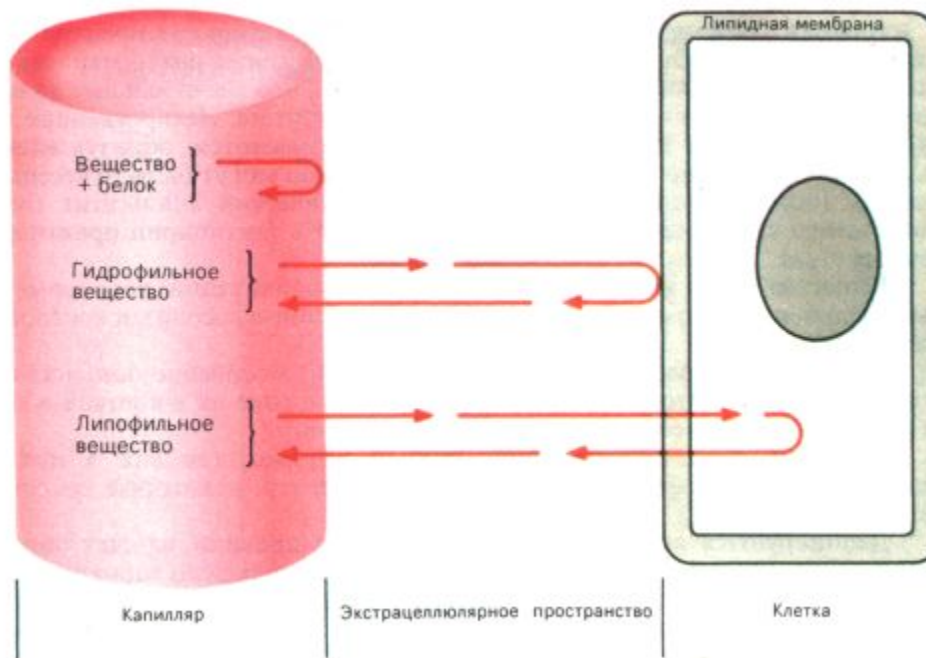 Липидная мембрана
Вещество
+ белок
Гидрофильное
вещество
Липофильное
вещество
Капилляр
Экстрацеллюлярное пространство
Клетка